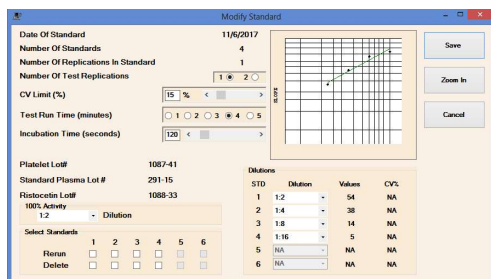 Modify Standard
Date Of Standard 11/6/2017
Number Of Standards 4
Number Of Replications In Standard 1
Number Of Test Replications 1 2
CV Limit (%) 15 %
Test Run Time (minutes) 1 2 3 4 5
Incubation Time (seconds) 120
SLOPE
Save
Zoom In
Cancel
Platelet Lot# 1087-41
Standard Plasma Lot # 291-15
Ristocetin Lot# 1088-33
100% Activity
1:2 Dilution
Select Standards
1 2 3 4 5 6
Rerun
Delete
Dilutions
STD Dilution Values CV%
1 1:2 54 NA
2 1:4 38 NA
3 1:8 14 NA
4 1:16 5 NA
5 NA NA NA
6 NA NA NA